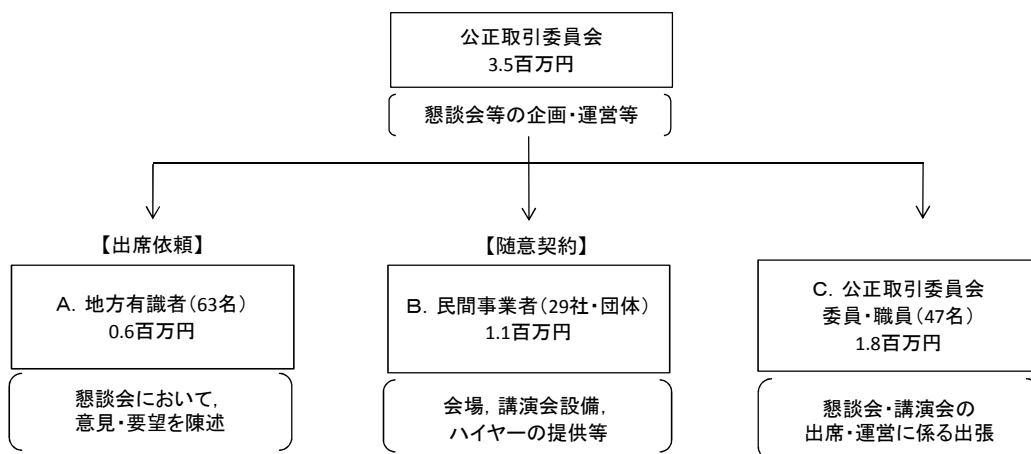 公正取引委員会
3.5百万円
懇談会等の企画・運営等
【出席依頼】
A. 地方有識者(63名)
0.6百万円
懇談会において,
意見・要望を陳述
【随意契約】
B. 民間事業者(29社・団体)
1.1百万円
会場, 講演会設備,
ハイヤーの提供等
C. 公正取引委員会
委員・職員(47名)
1.8百万円
懇談会・講演会の
出席・運営に係る出張